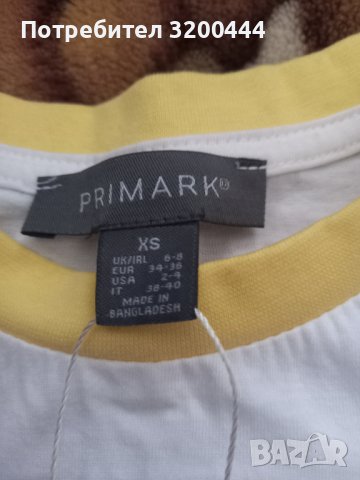 Потребител 3200444
PRIMARK®
XS
UK/IRL 6-8
EUR 34-36
USA 2-4
IT 38-40
MADE IN
BANGLADESH
BAZAR